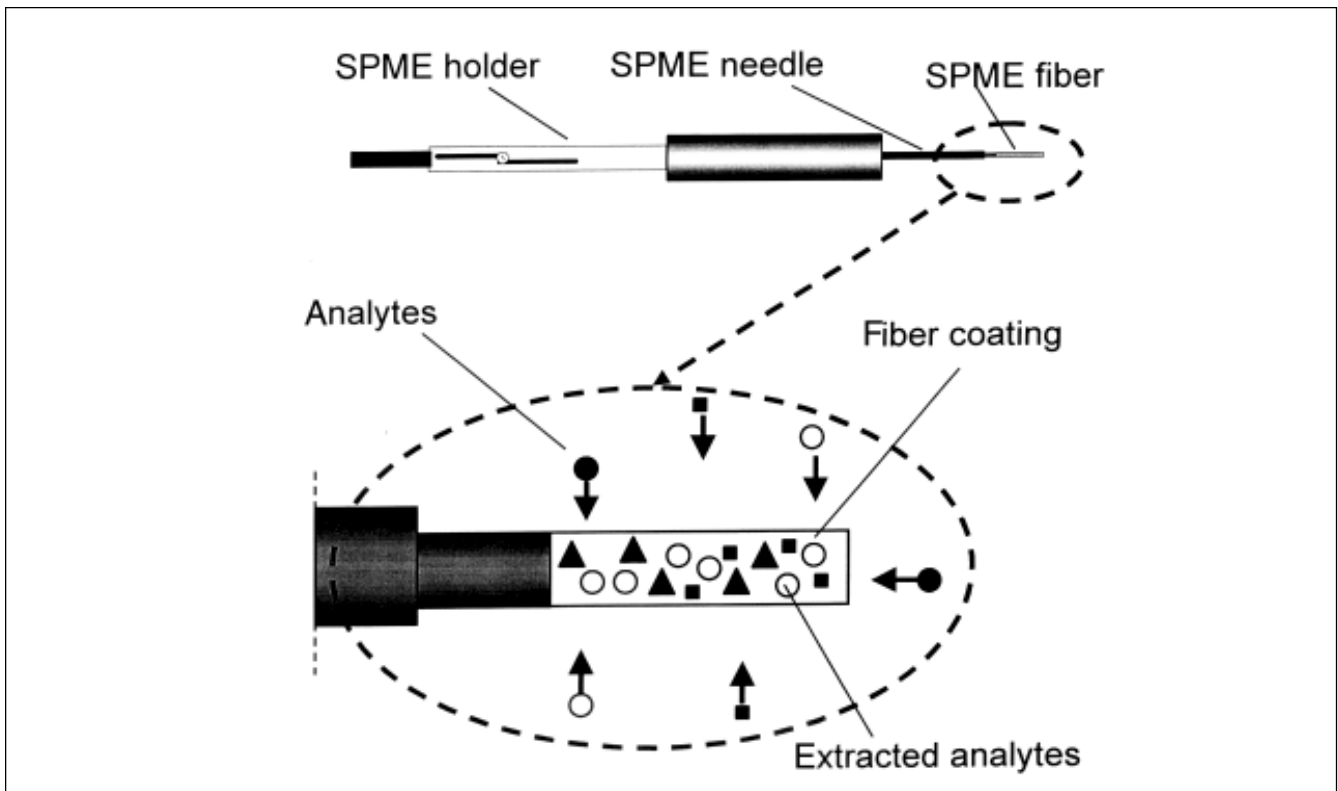 SPME holder
SPME needle
SPME fiber
Analytes
Fiber coating
Extracted analytes